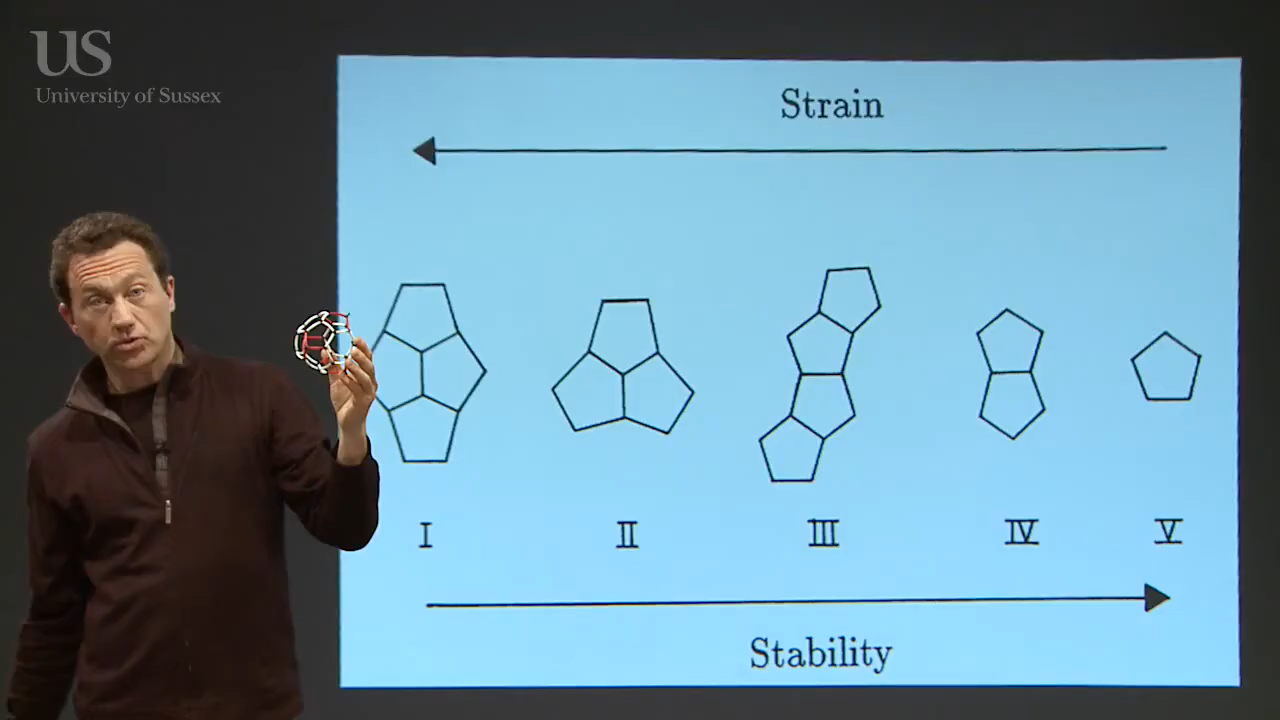 US
University of Sussex
Strain
I II III IV V
Stability